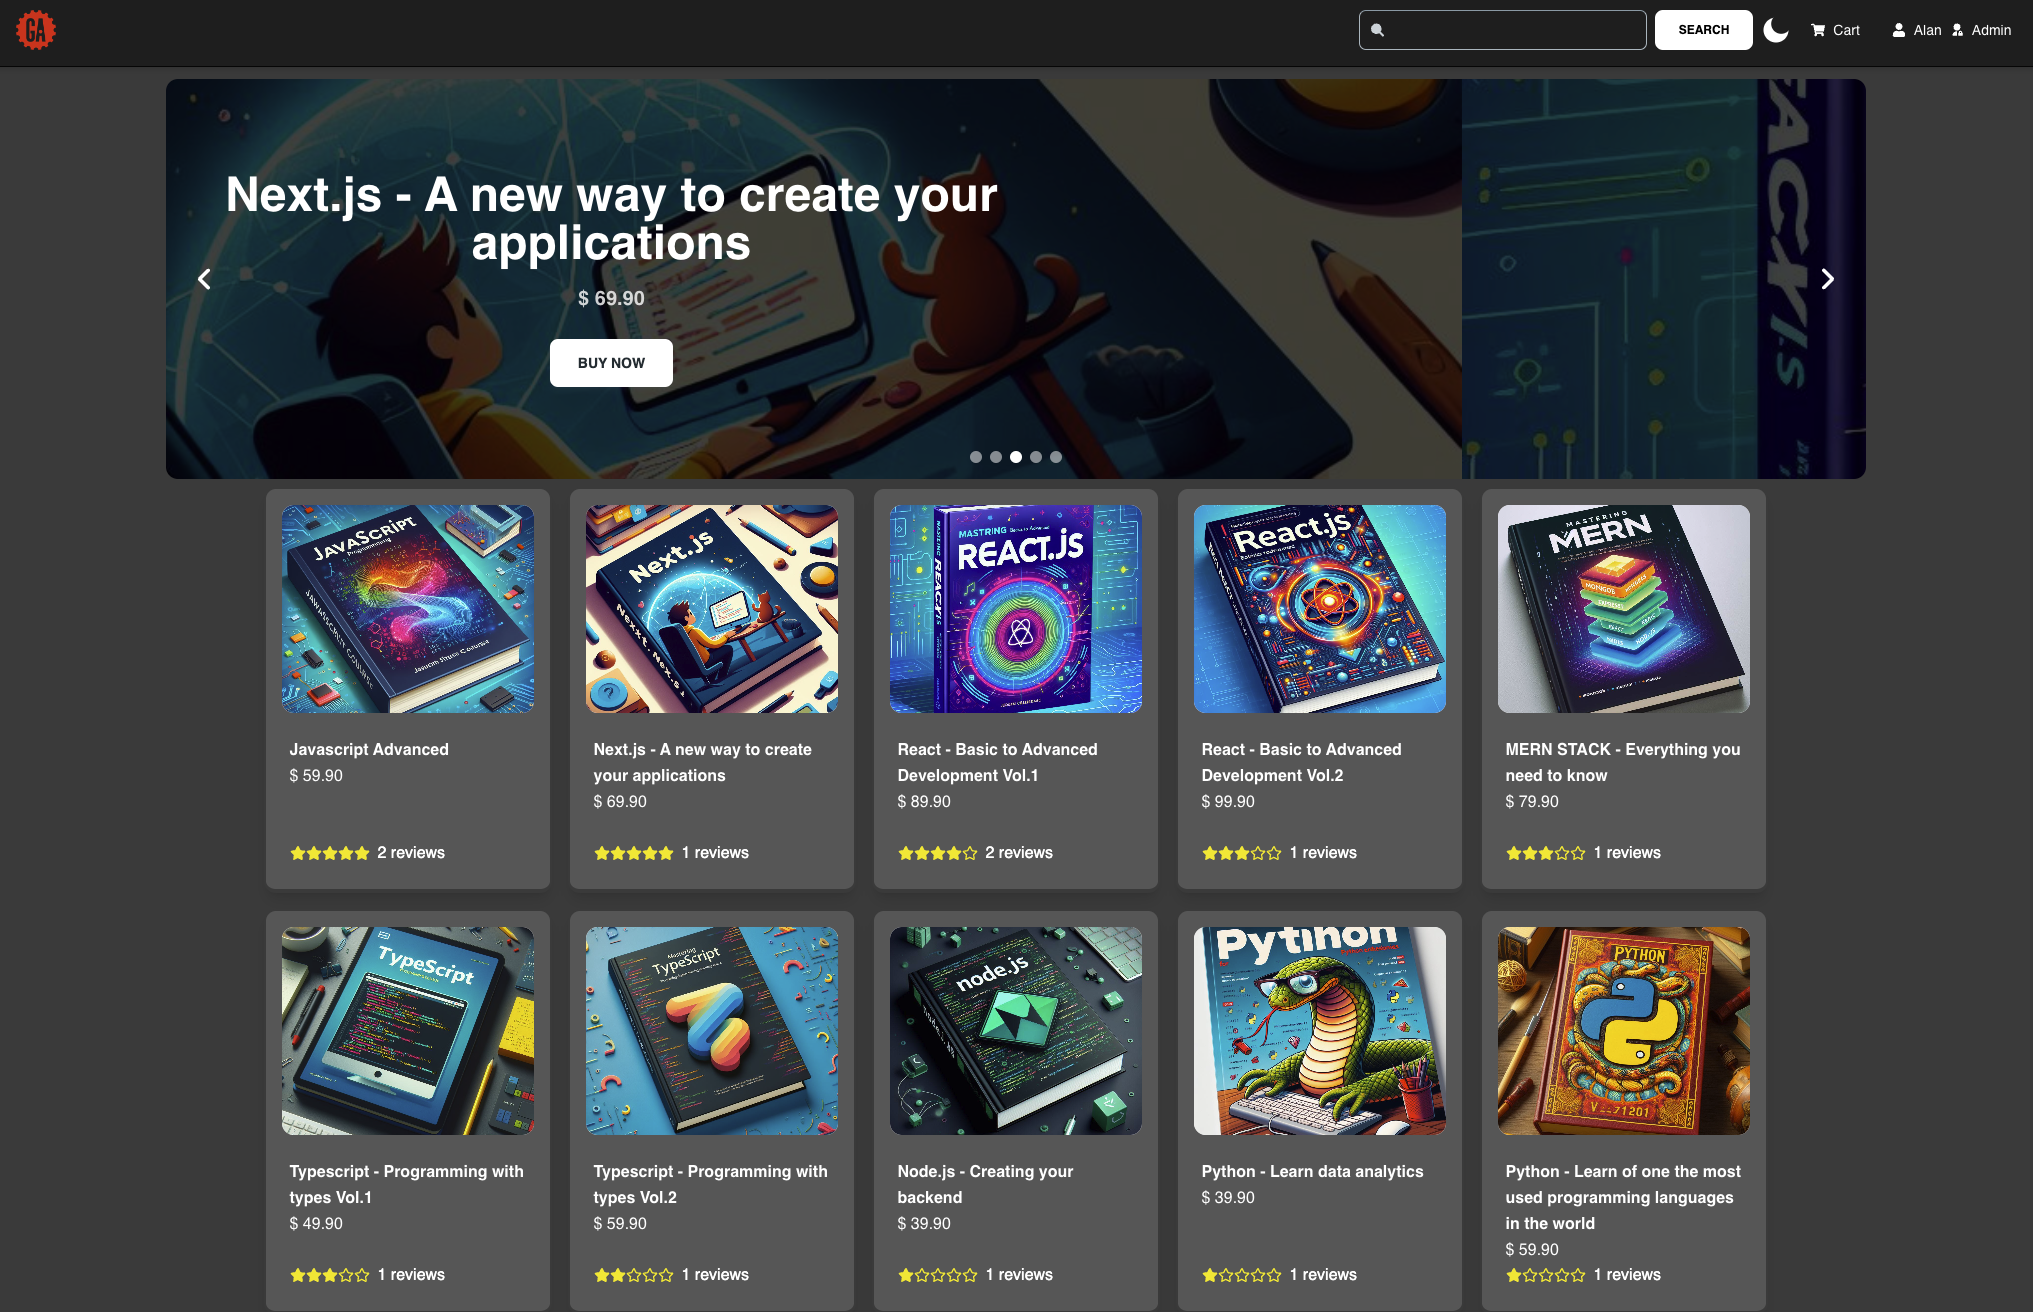 GA
SEARCH
Cart
Alan
Admin
Next.js - A new way to create your
applications
$ 69.90
BUY NOW
JAVASCRIPT
Programming
Next.js
MASTRING Basic to Advanced
REACT.JS
React.js
MASTERING
MERN
Javascript Advanced
$ 59.90
2 reviews
Next.js - A new way to create
your applications
$ 69.90
1 reviews
React - Basic to Advanced
Development Vol.1
$ 89.90
2 reviews
React - Basic to Advanced
Development Vol.2
$ 99.90
1 reviews
MERN STACK - Everything you
need to know
$ 79.90
1 reviews
TypeScript
TypeScript
node.js
PYTHON
Typescript - Programming with
types Vol.1
$ 49.90
1 reviews
Typescript - Programming with
types Vol.2
$ 59.90
1 reviews
Node.js - Creating your
backend
$ 39.90
1 reviews
Python - Learn data analytics
$ 39.90
1 reviews
Python - Learn of one the most
used programming languages
in the world
$ 59.90
1 reviews